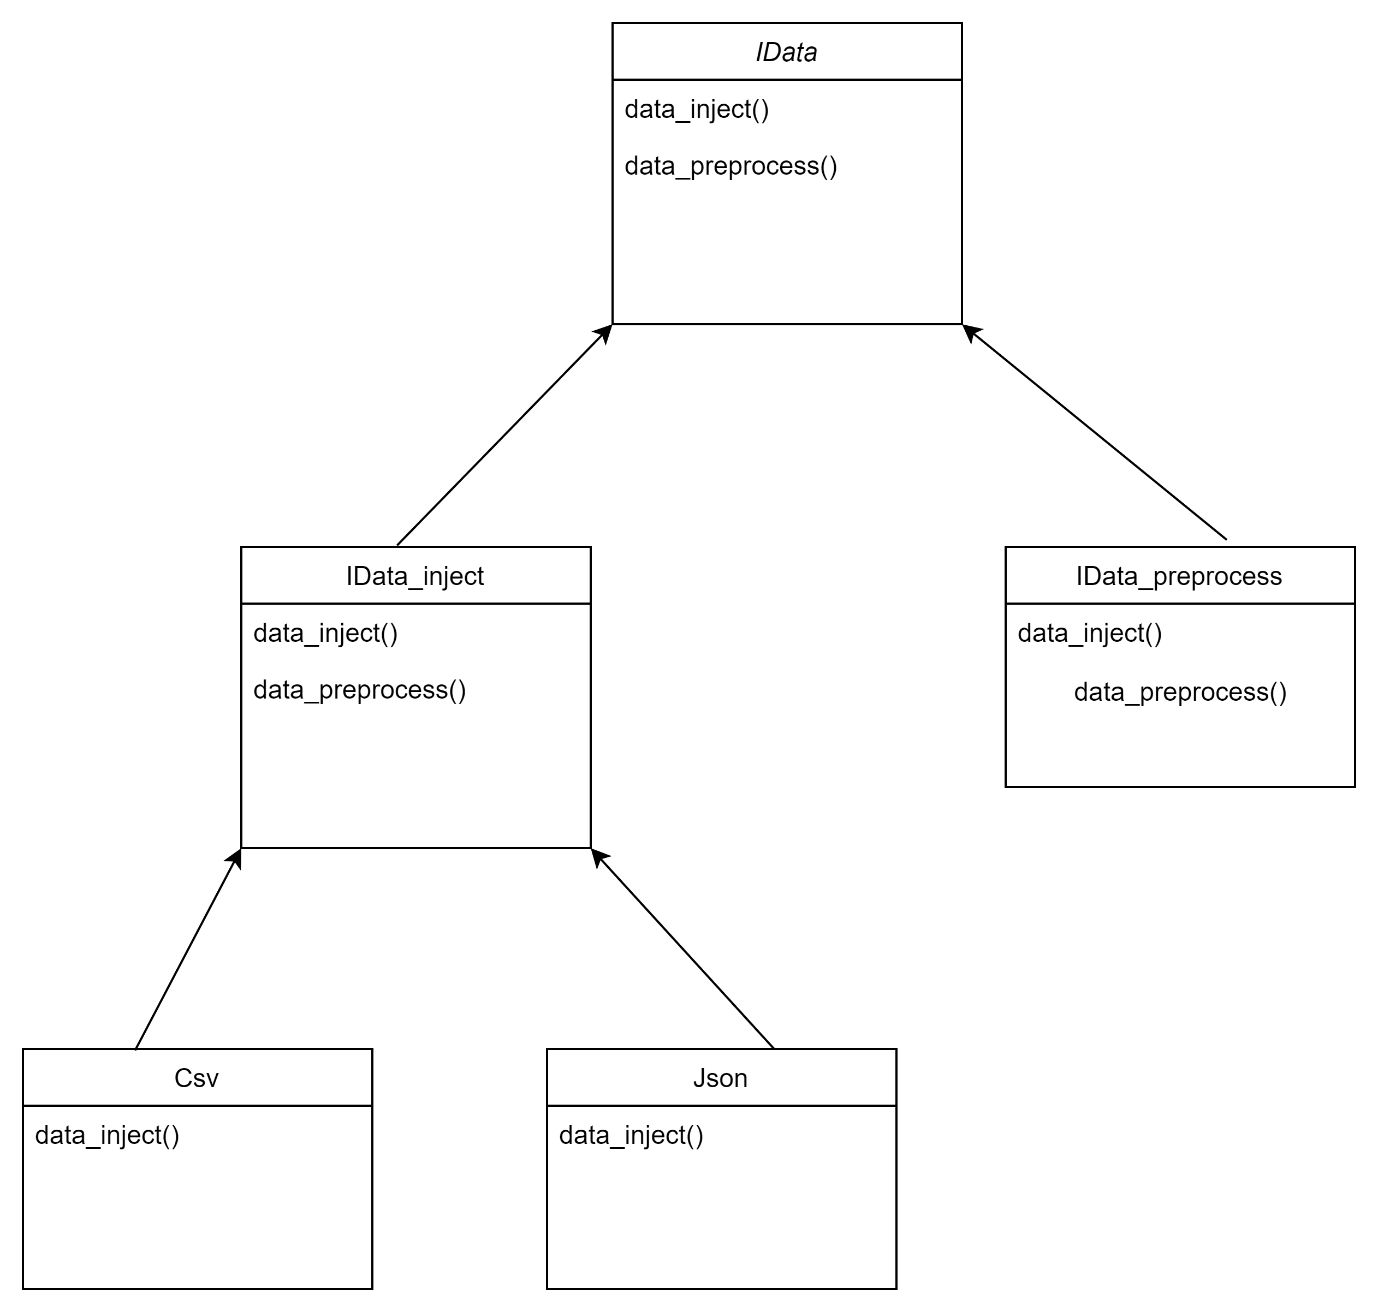 IData
data_inject()
data_preprocess()
IData_inject
data_inject()
data_preprocess()
IData_preprocess
data_inject()
data_preprocess()
Csv
data_inject()
Json
data_inject()